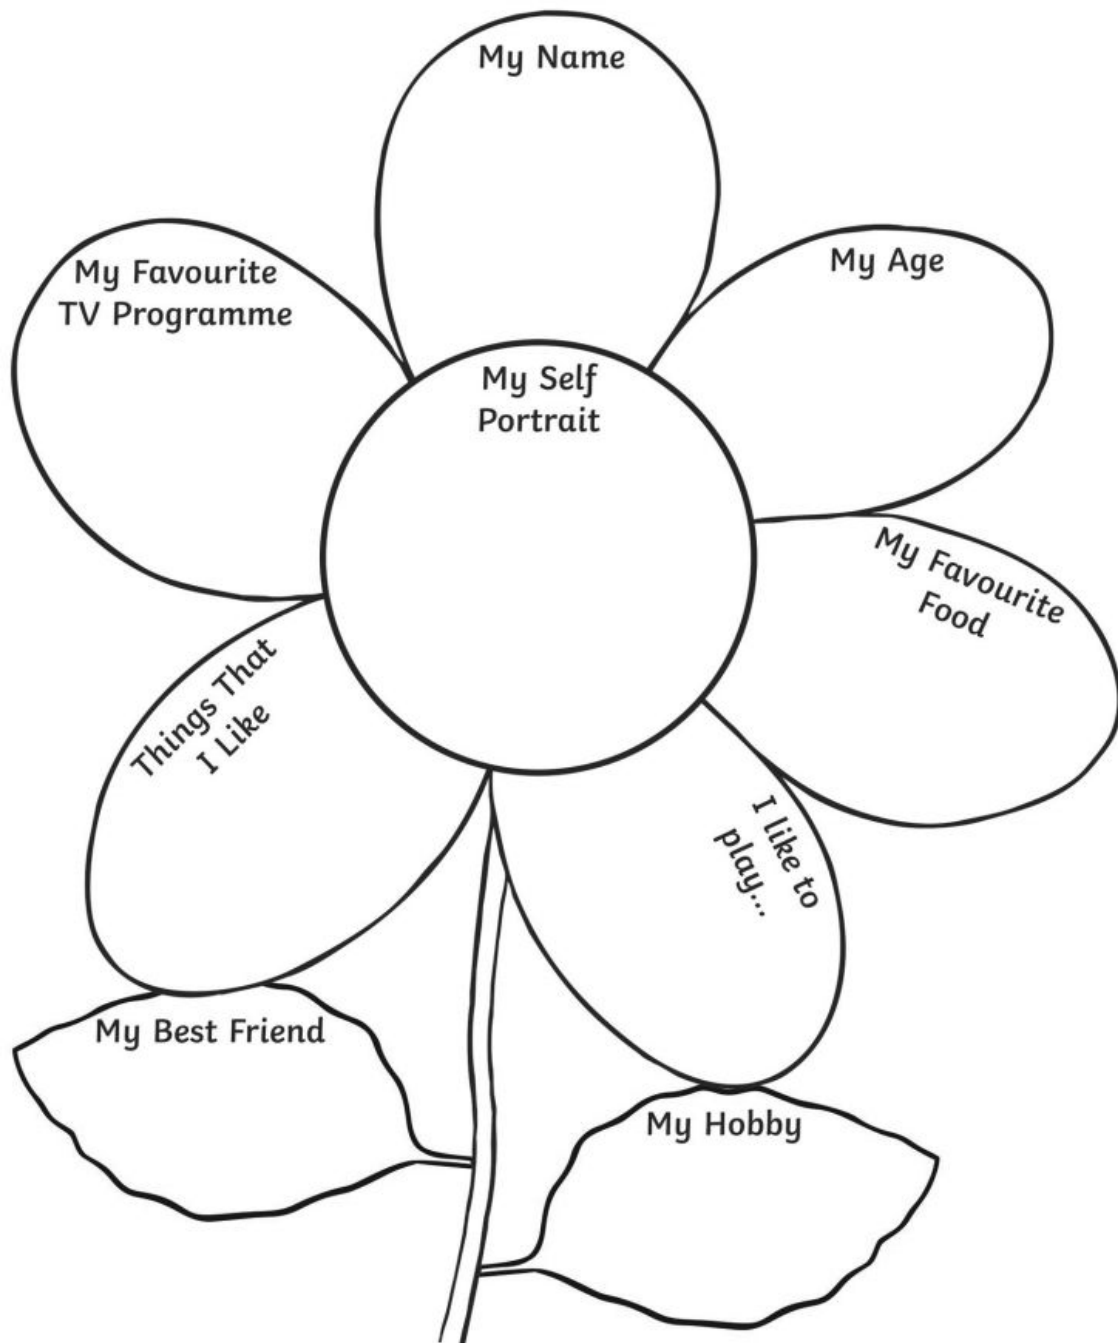 My Name
My Favourite
TV Programme
My Age
My Self
Portrait
My Favourite
Food
Things That
I Like
I like to
play...
My Best Friend
My Hobby